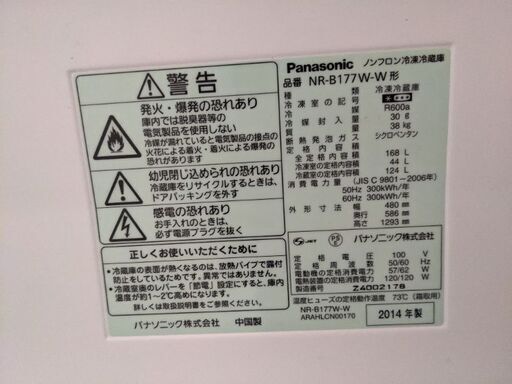 警告
発火・爆発の恐れあり
庫内では脱臭器等の
電気製品を使用しない
冷媒が漏れていると電気製品の接点の
火花による着火・着火による爆発の
恐れあり
幼児閉じ込められの恐れあり
冷蔵庫をリサイクルするときは、
ドアパッキングを外す
感電の恐れあり
お手入れのときは、
必ず電源プラグを抜く
正しくお使いいただくために
・冷蔵庫の表面が熱くなるのは、放熱パイプで露付
防止をしているためです。異常ではありません。
・冷蔵室奥のレバーを「節電」設定にすると、庫内
温度が約1~2℃高めになります。
詳しくは取扱説明書をご覧ください
パナソニック株式会社 中国製
Panasonic ノンフロン冷凍冷蔵庫
品番 NR-B177W-W形
種類 冷凍冷蔵庫
冷凍室の記号
冷媒 R600a
冷媒封入量 30 g
38 kg
断熱発泡ガス シクロペンタン
定格内容積 168 L
冷凍室の定格内容積 44 L
冷蔵室の定格内容積 124 L
消費電力量 (JIS C 9801-2006年)
50Hz 300kWh/年
60Hz 300kWh/年
外形寸法 幅 480 mm
奥行 586 mm
高さ 1293 mm
JET PSE パナソニック株式会社
定格電圧 100 V
定格周波数 50/60 Hz
電動機の定格消費電力 57/62 W
電熱装置の定格消費電力 120/120 W
製造番号 24002178
温度ヒューズの定格動作温度 73℃(霜取用)
NR-B177W-W
ARAHLCN00170
2014年製